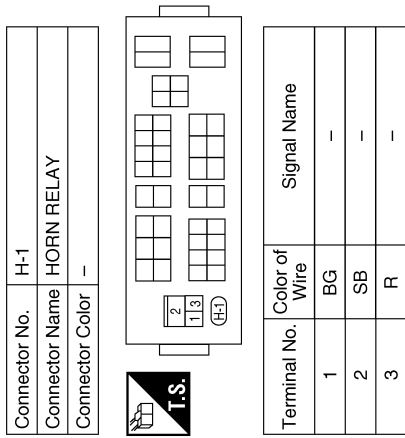 Connector No. H-1
Connector Name HORN RELAY
Connector Color –
T.S.
2
1 3
H-1
Terminal No. Color of Wire Signal Name
1 BG –
2 SB –
3 R –